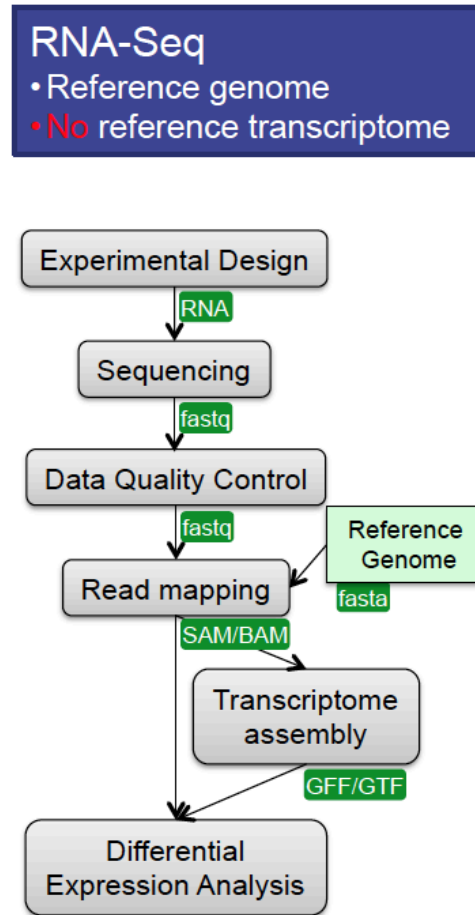 RNA-Seq
• Reference genome
• No reference transcriptome
Experimental Design
RNA
Sequencing
fastq
Data Quality Control
fastq
Reference
Genome
fasta
Read mapping
SAM/BAM
Transcriptome
assembly
GFF/GTF
Differential
Expression Analysis